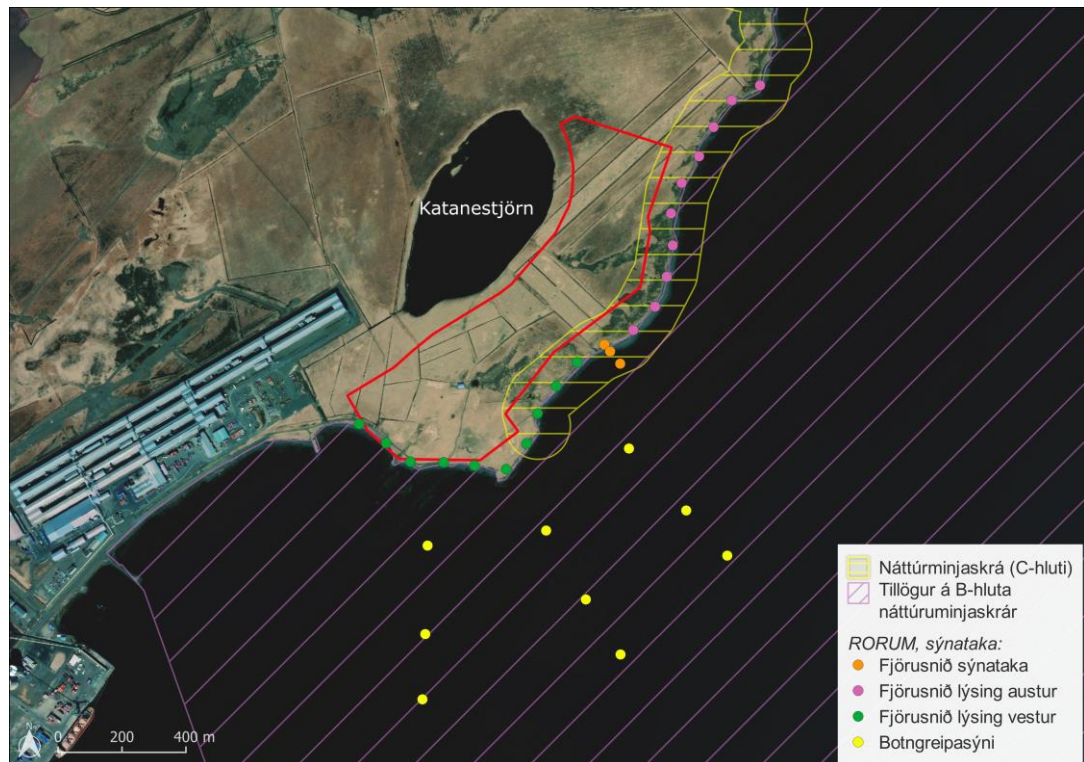 Katanestjörn
Náttúrminjaskrá (C-hluti)
Tillögur á B-hluta
náttúruminjaskrár
RORUM, sýnataka:
Fjörusnið sýnataka
Fjörusnið lýsing austur
Fjörusnið lýsing vestur
Botngreipasýni
N
0 200 400 m